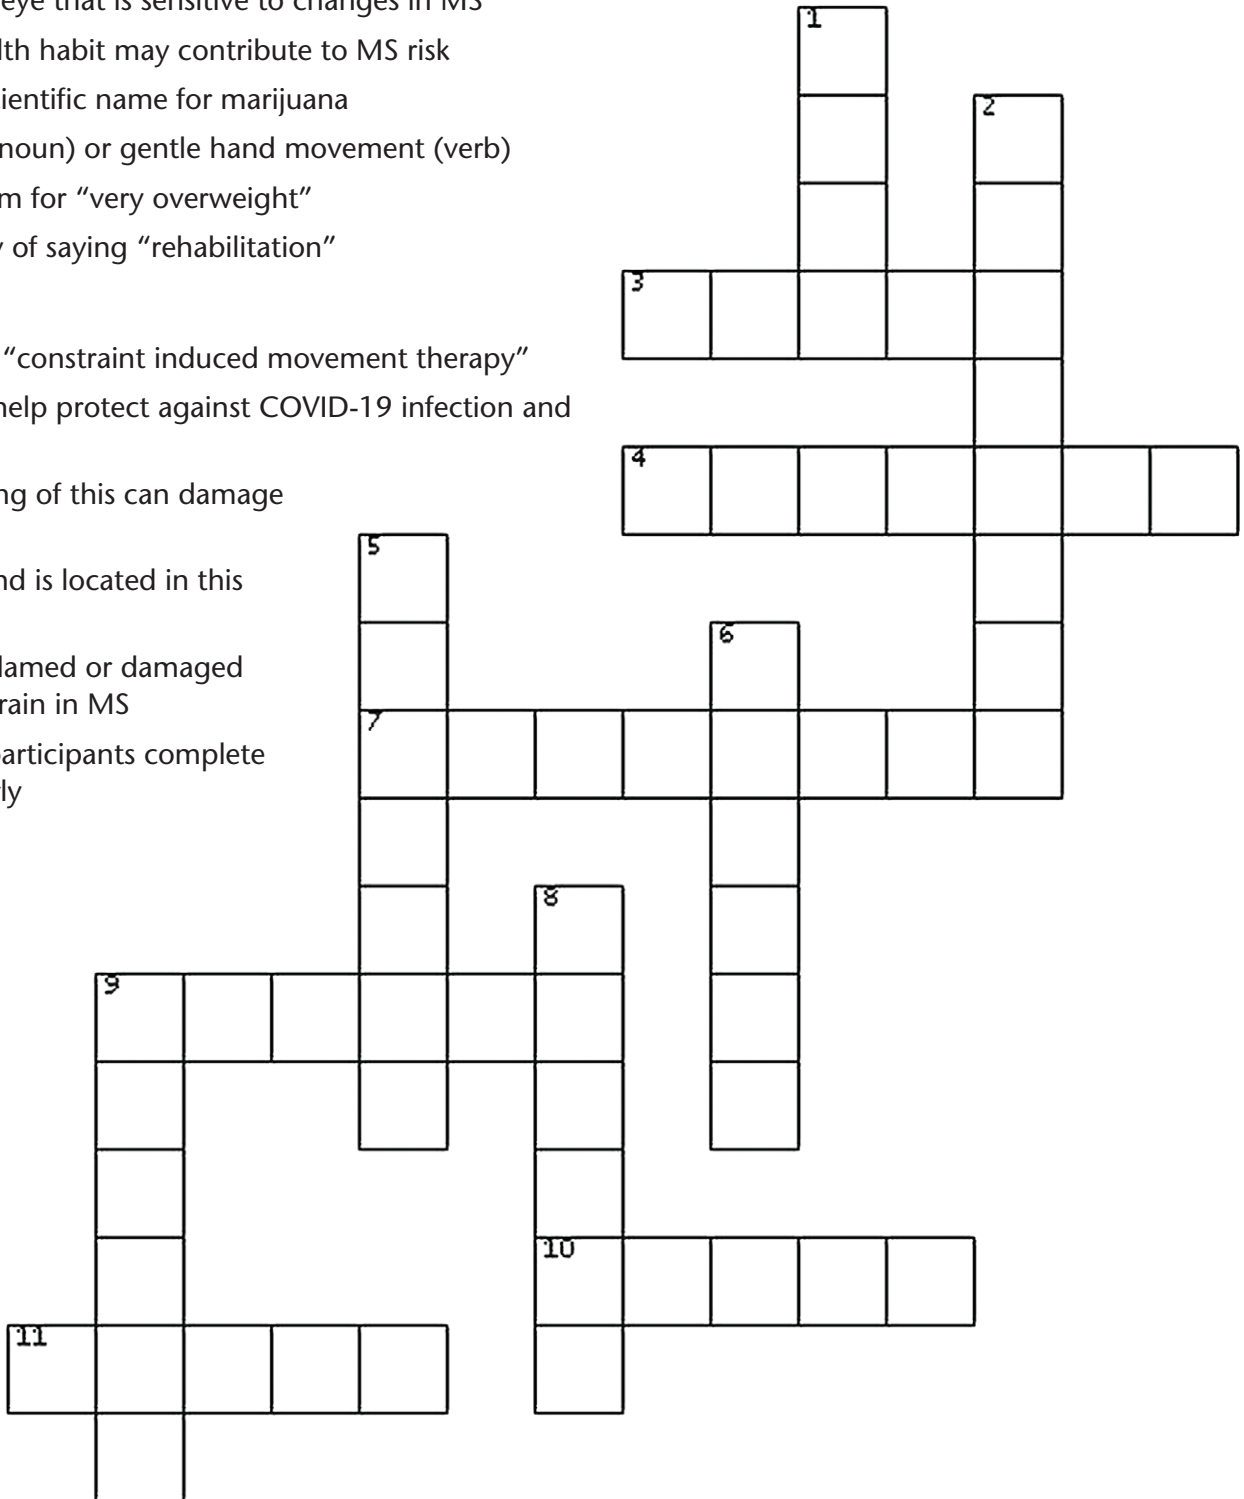 eye that is sensitive to changes in MS
lth habit may contribute to MS risk
cientific name for marijuana
noun) or gentle hand movement (verb)
m for “very overweight”
y of saying “rehabilitation”
“constraint induced movement therapy”
help protect against COVID-19 infection and
ng of this can damage
nd is located in this
lamed or damaged
rain in MS
participants complete
rly
1
2
3
4
5
6
7
8
9
10
11